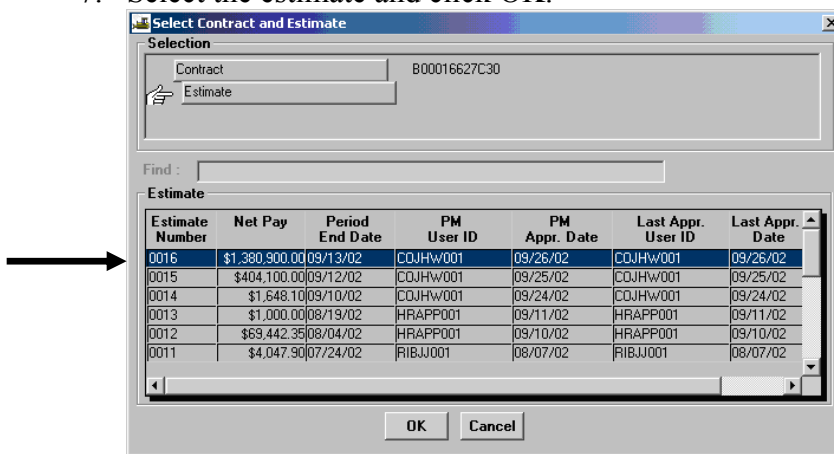 7. Select the estimate and click OK.
Select Contract and Estimate
Selection
Contract B00016627C30
Estimate
Find :
Estimate
Estimate Number Net Pay Period End Date PM User ID PM Appr. Date Last Appr. User ID Last Appr. Date
0016 $1,380,900.00 09/13/02 COJHW001 09/26/02 COJHW001 09/26/02
0015 $404,100.00 09/12/02 COJHW001 09/25/02 COJHW001 09/25/02
0014 $1,648.10 09/10/02 COJHW001 09/24/02 COJHW001 09/24/02
0013 $1,000.00 08/19/02 HRAPP001 09/11/02 HRAPP001 09/11/02
0012 $69,442.35 08/04/02 HRAPP001 09/10/02 HRAPP001 09/10/02
0011 $4,047.90 07/24/02 RIBJJ001 08/07/02 RIBJJ001 08/07/02
OK Cancel